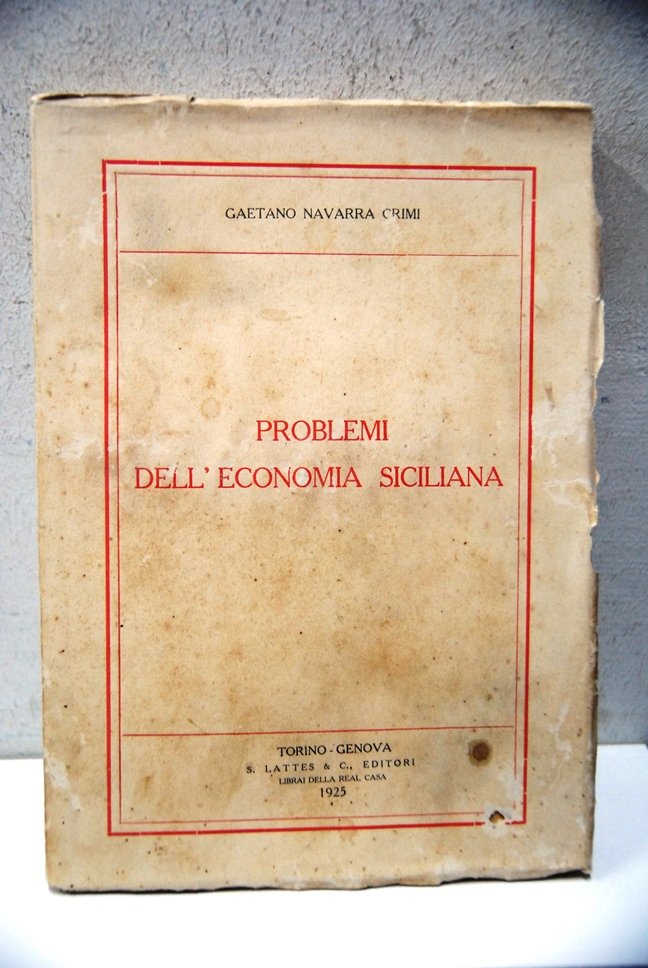 GAETANO NAVARRA CRIMI
PROBLEMI
DELL' ECONOMIA SICILIANA
TORINO - GENOVA
S. LATTES & C., EDITORI
LIBRAI DELLA REAL CASA
1925